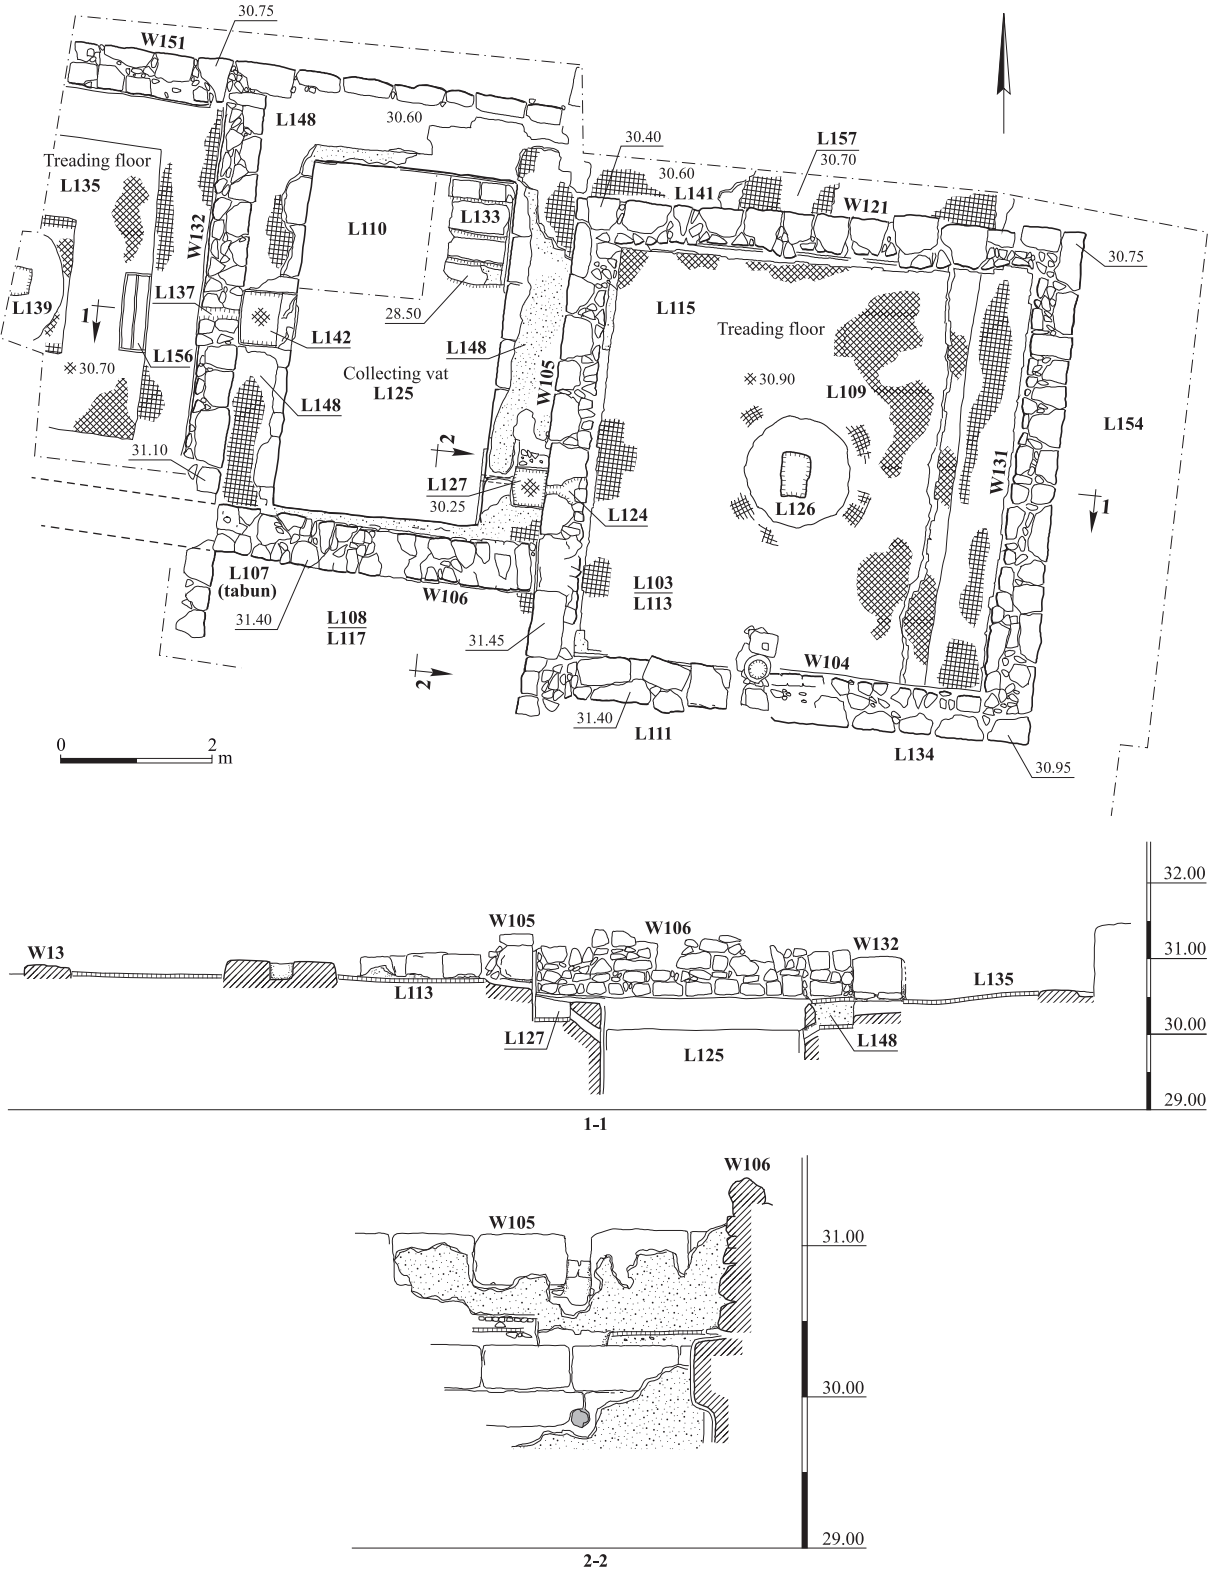 30.75
W151
L148
30.60
30.40
L157
30.70
30.60
L141
W121
Treading floor
L135
W132
L133
L110
30.75
L137
L139
1
28.50
L115
Treading floor
L142
L156
L148
W105
30.70
Collecting vat
L125
30.90
L109
L148
L154
31.10
2
W131
L127
30.25
L126
1
L124
L107
(tabun)
W106
L103
L113
31.40
L108
L117
31.45
W104
2
31.40
L111
L134
30.95
0
2
m
32.00
W13
W105
W106
W132
31.00
L135
L113
L127
L125
L148
30.00
29.00
1-1
W106
W105
31.00
30.00
29.00
2-2